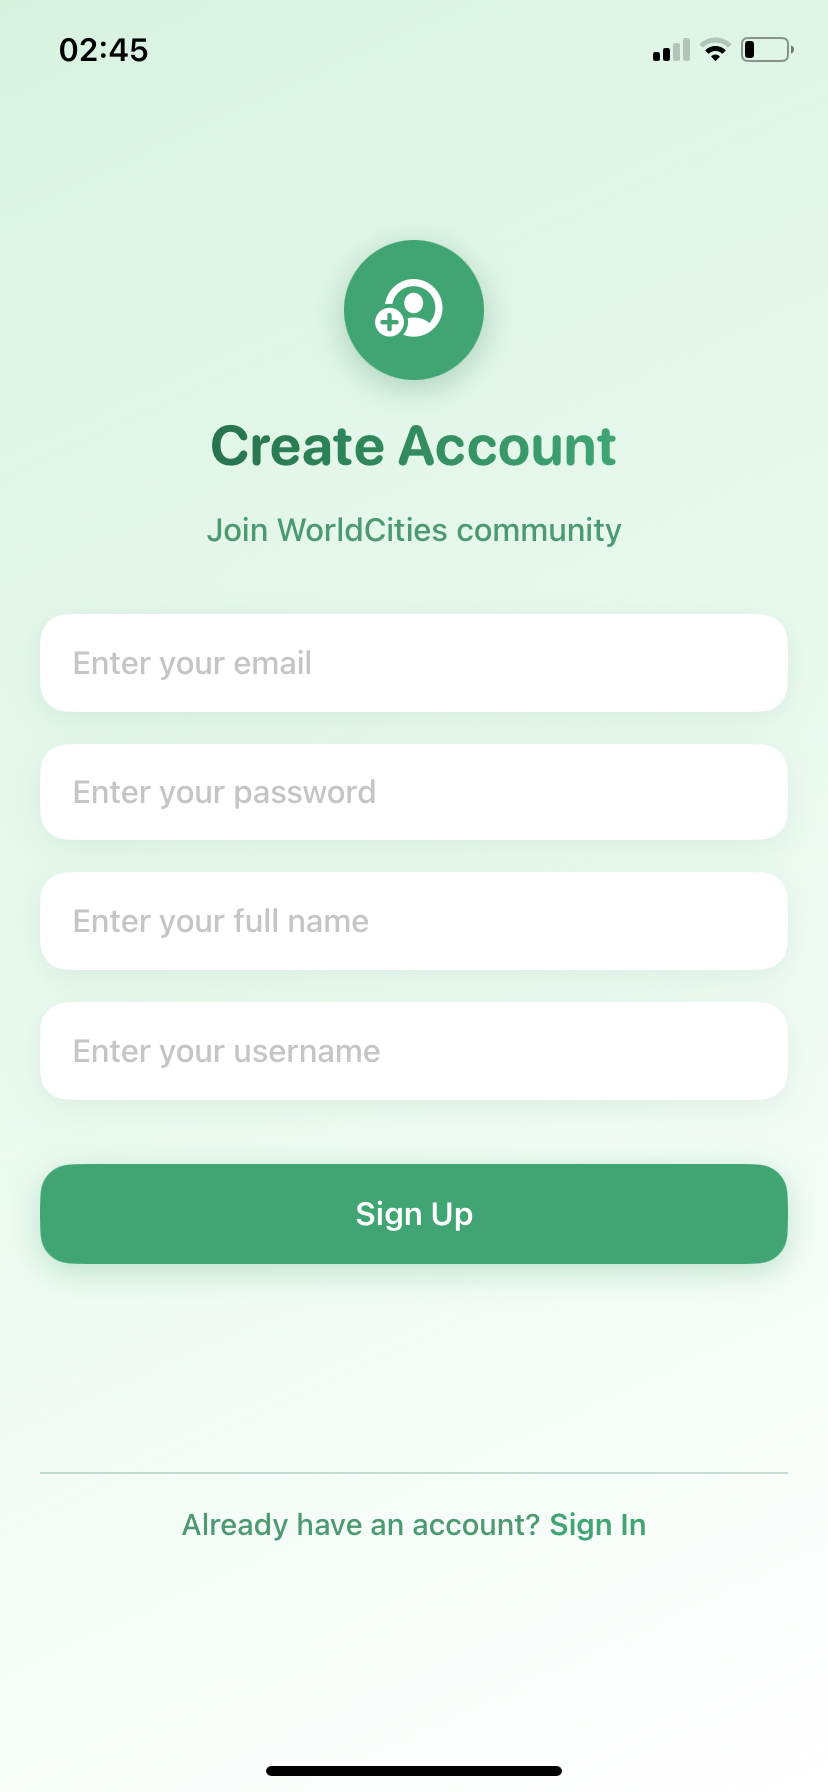 02:45
Create Account
Join WorldCities community
Enter your email
Enter your password
Enter your full name
Enter your username
Sign Up
Already have an account? Sign In